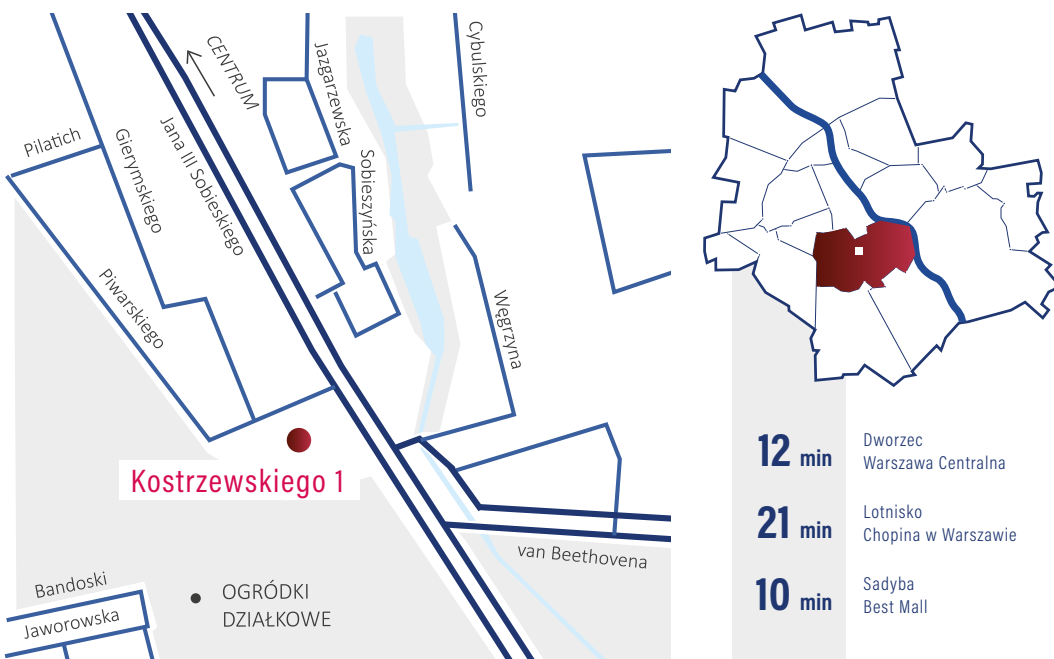 CENTRUM
Jazgarzewska
Cybulskiego
Pilatich
Gierymskiego
Jana III Sobieskiego
Sobieszyńska
Piwarskiego
Węgrzyna
Kostrzewskiego 1
van Beethovena
Bandoski
Jaworowska
OGRÓDKI
DZIAŁKOWE
12 min
Dworzec
Warszawa Centralna
21 min
Lotnisko
Chopina w Warszawie
10 min
Sadyba
Best Mall